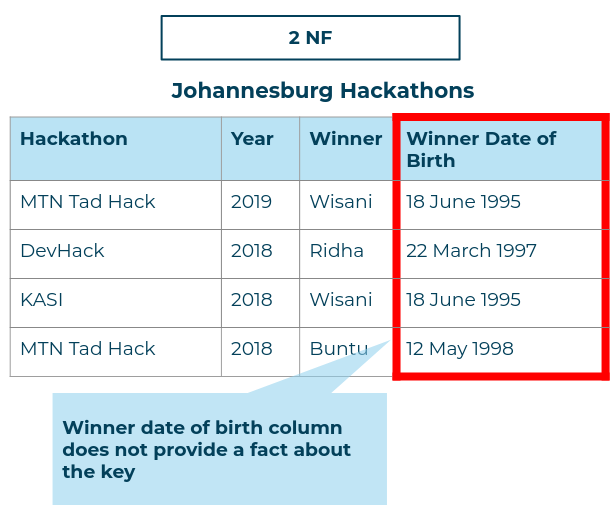 2 NF
Johannesburg Hackathons
Hackathon Year Winner Winner Date of
Birth
MTN Tad Hack 2019 Wisani 18 June 1995
DevHack 2018 Ridha 22 March 1997
KASI 2018 Wisani 18 June 1995
MTN Tad Hack 2018 Buntu 12 May 1998
Winner date of birth column
does not provide a fact about
the key